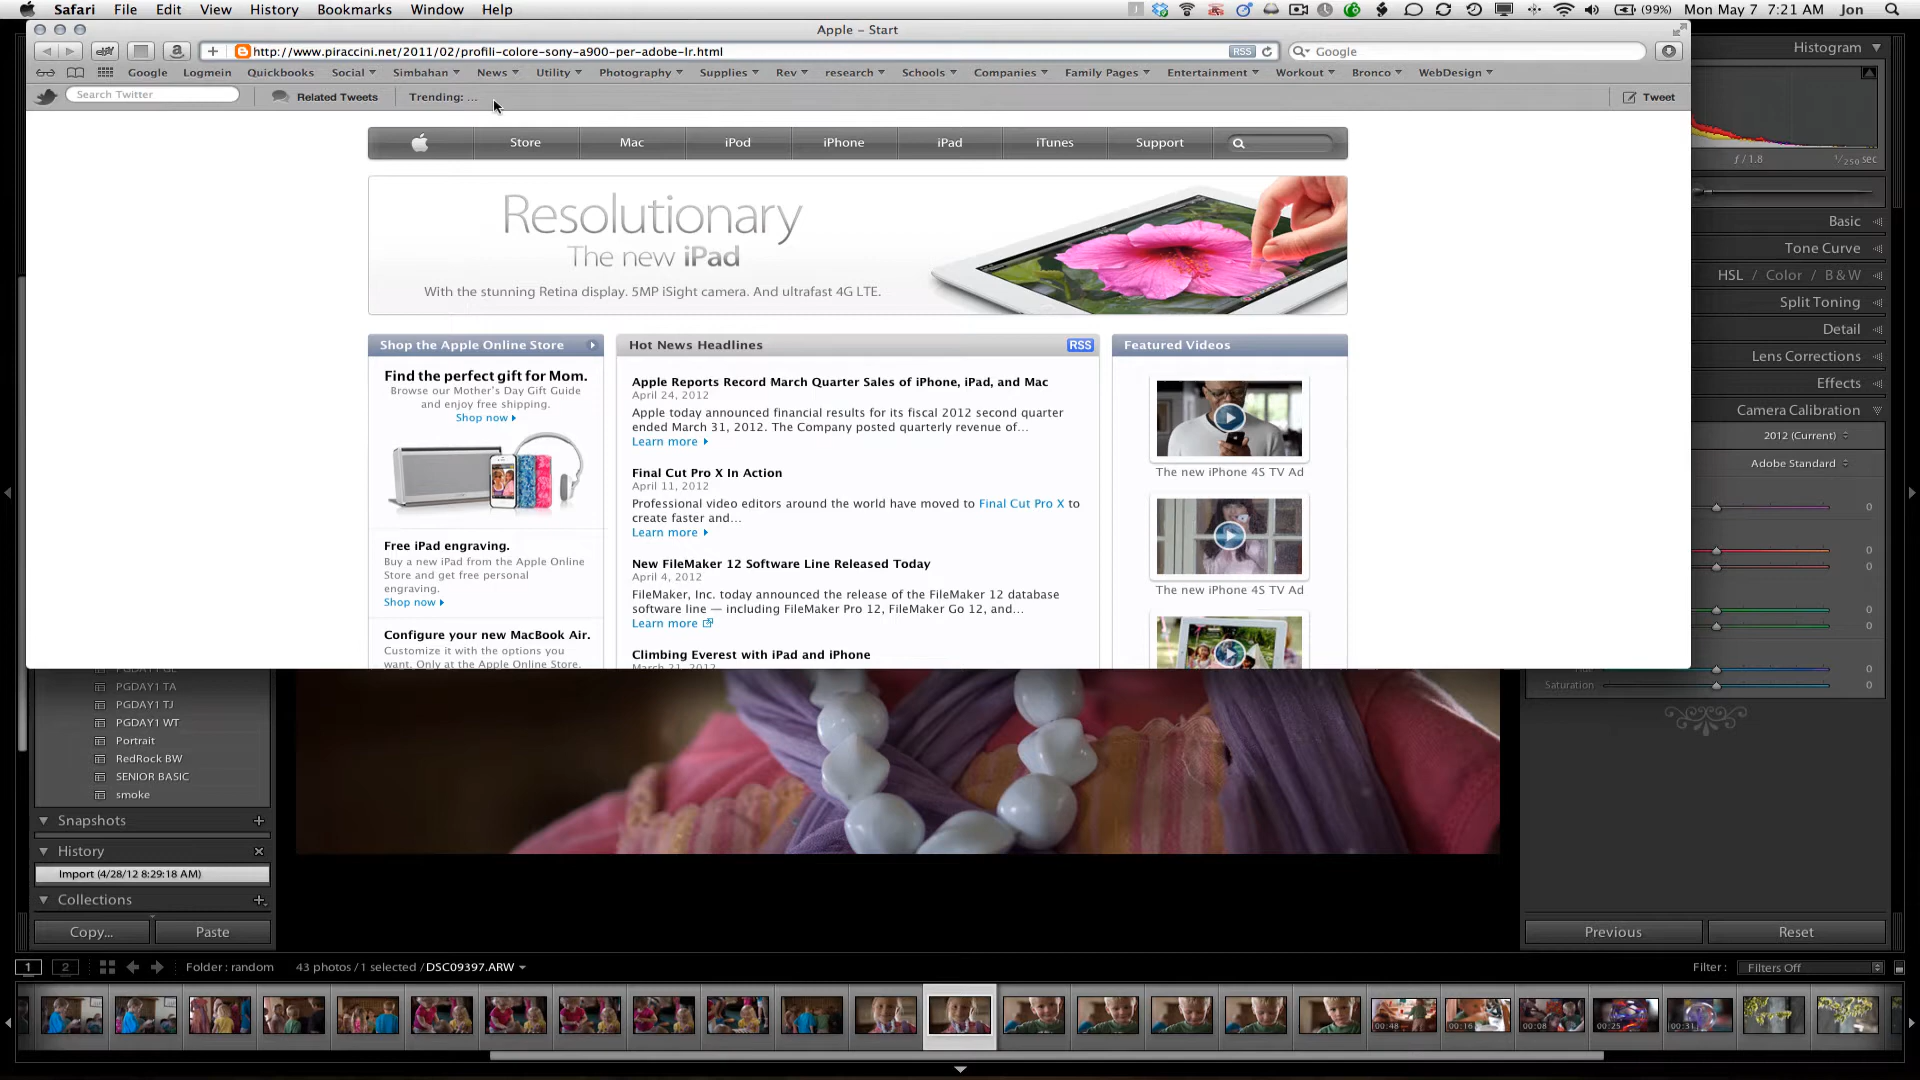 Safari File Edit View History Bookmarks Window Help
(99%) Mon May 7 7:21 AM Jon
Apple – Start
http://www.piraccini.net/2011/02/profili-colore-sony-a900-per-adobe-lr.html RSS Google
Google Logmein Quickbooks Social Simbahan News Utility Photography Supplies Rev research Schools Companies Family Pages Entertainment Workout Bronco WebDesign
Search Twitter Related Tweets Trending: ... Tweet
Store Mac iPod iPhone iPad iTunes Support
Resolutionary
The new iPad
With the stunning Retina display. 5MP iSight camera. And ultrafast 4G LTE.
Shop the Apple Online Store
Find the perfect gift for Mom.
Browse our Mother's Day Gift Guide
and enjoy free shipping.
Shop now
Free iPad engraving.
Buy a new iPad from the Apple Online
Store and get free personal
engraving.
Shop now
Configure your new MacBook Air.
Customize it with the options you
want. Only at the Apple Online Store.
Hot News Headlines RSS
Apple Reports Record March Quarter Sales of iPhone, iPad, and Mac
April 24, 2012
Apple today announced financial results for its fiscal 2012 second quarter
ended March 31, 2012. The Company posted quarterly revenue of...
Learn more
Final Cut Pro X In Action
April 11, 2012
Professional video editors around the world have moved to Final Cut Pro X to
create faster and...
Learn more
New FileMaker 12 Software Line Released Today
April 4, 2012
FileMaker, Inc. today announced the release of the FileMaker 12 database
software line — including FileMaker Pro 12, FileMaker Go 12, and...
Learn more
Climbing Everest with iPad and iPhone
March 21, 2012
Featured Videos
The new iPhone 4S TV Ad
The new iPhone 4S TV Ad
Histogram
f / 1.8 1/250 sec
Basic
Tone Curve
HSL / Color / B & W
Split Toning
Detail
Lens Corrections
Effects
Camera Calibration
2012 (Current)
Adobe Standard
0
0
0
0
0
0
Saturation 0
PGDAY1 TA
PGDAY1 TJ
PGDAY1 WT
Portrait
RedRock BW
SENIOR BASIC
smoke
Snapshots
History
Import (4/28/12 8:29:18 AM)
Collections
Copy... Paste
Previous Reset
1 2 Folder : random 43 photos / 1 selected / DSC09397.ARW Filter : Filters Off
00:48 00:16 00:08 00:25 00:31